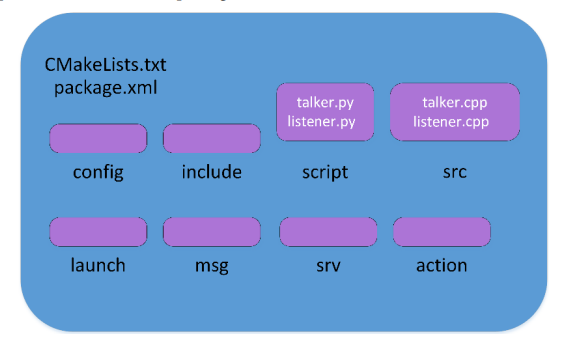 CMakeLists.txt
package.xml
talker.py
listener.py
talker.cpp
listener.cpp
config
include
script
src
launch
msg
srv
action